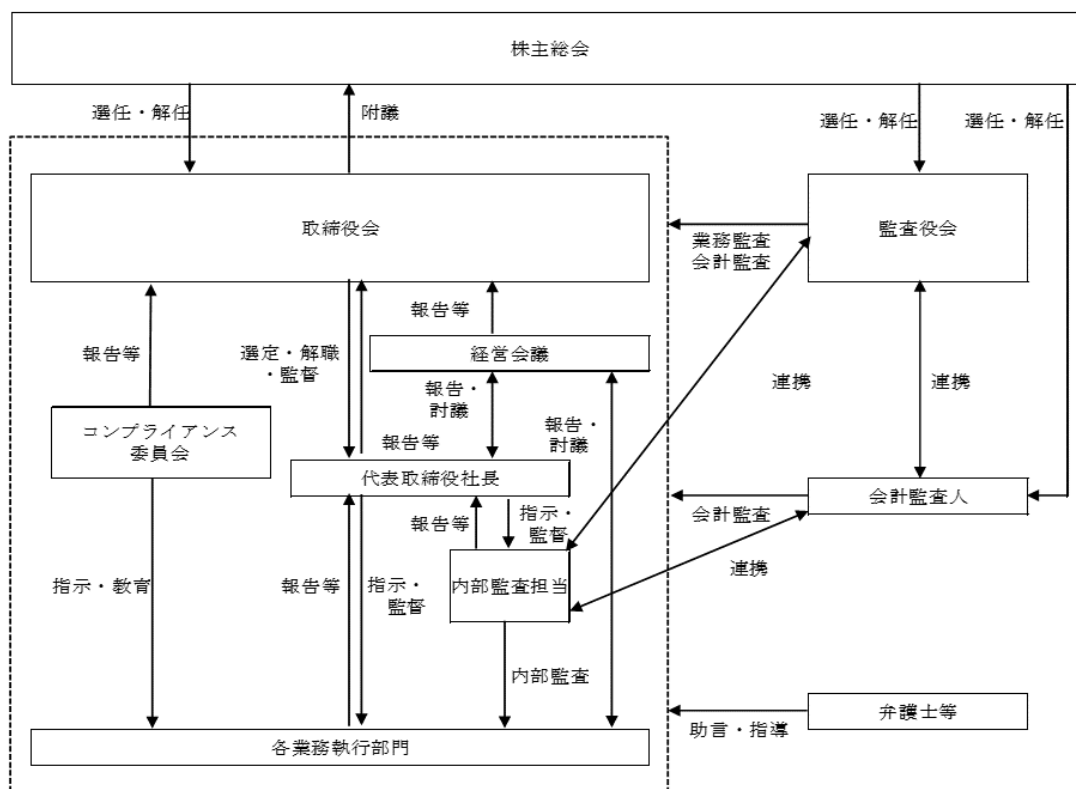 株主総会
選任・解任
附議
選任・解任
選任・解任
取締役会
監査役会
業務監査
会計監査
報告等
経営会議
報告等
選定・解職
・監督
報告・
討議
連携
連携
コンプライアンス
委員会
報告等
報告・
討議
代表取締役社長
会計監査人
報告等
指示・
監督
会計監査
内部監査担当
連携
指示・教育
報告等
指示・
監督
内部監査
弁護士等
助言・指導
各業務執行部門